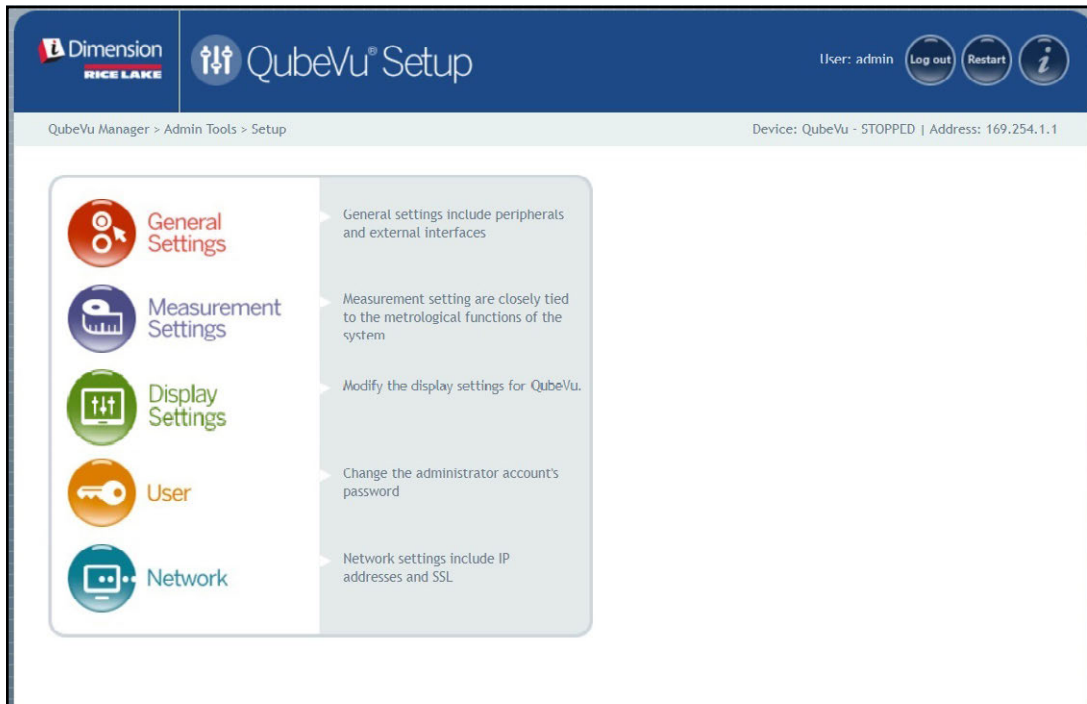 iDimension
RICE LAKE
QubeVu® Setup
User: admin
Log out
Restart
i
QubeVu Manager > Admin Tools > Setup
Device: QubeVu - STOPPED | Address: 169.254.1.1
General
Settings
General settings include peripherals
and external interfaces
Measurement
Settings
Measurement setting are closely tied
to the metrological functions of the
system
Display
Settings
Modify the display settings for QubeVu.
User
Change the administrator account's
password
Network
Network settings include IP
addresses and SSL